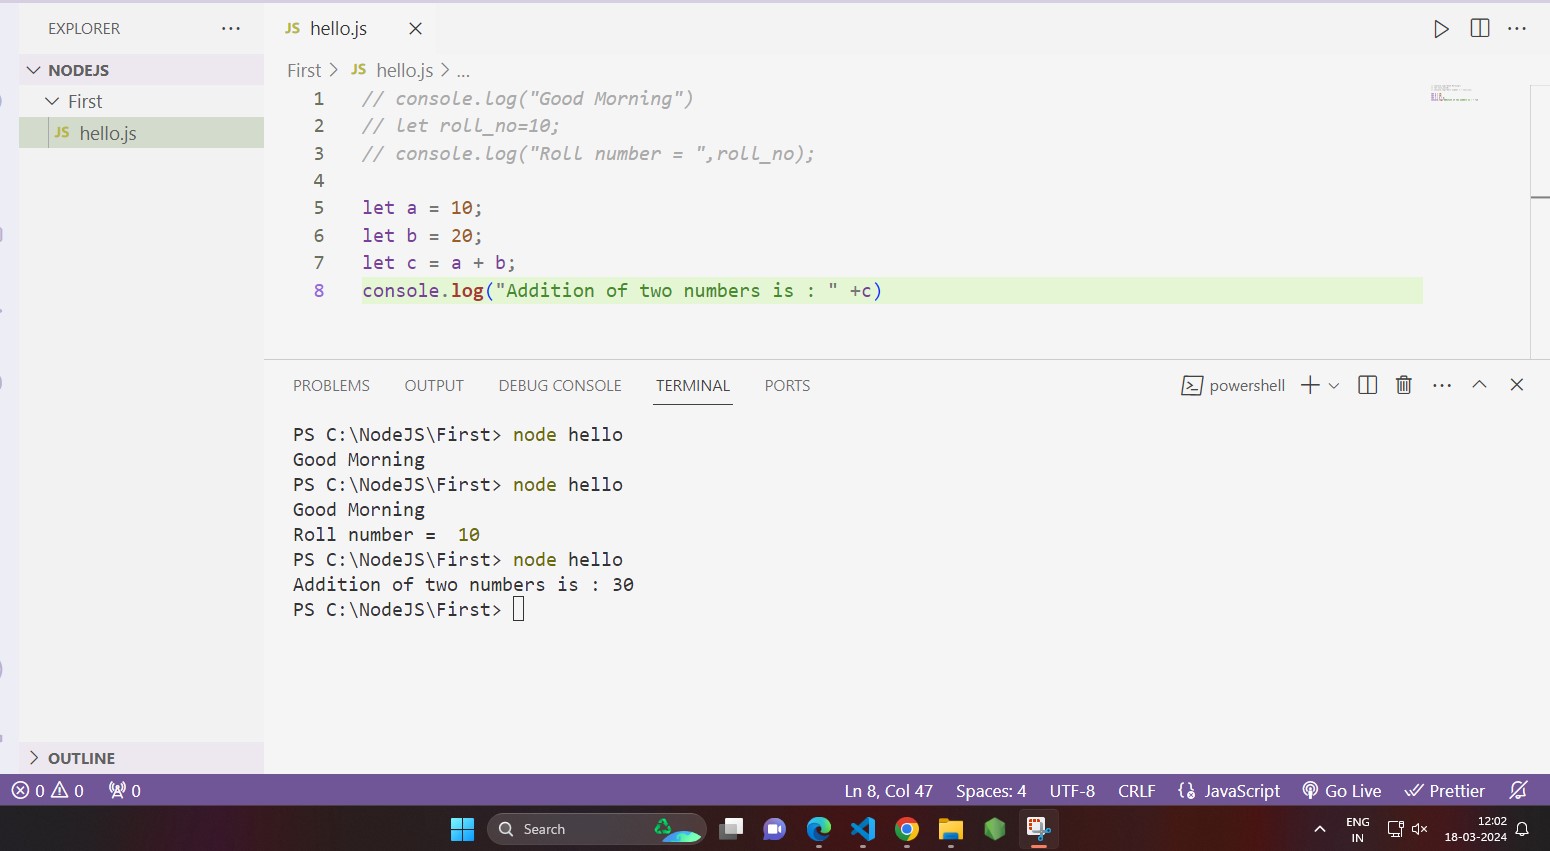 EXPLORER
JS hello.js
NODEJS
First
JS hello.js
First > JS hello.js > ...
1 // console.log("Good Morning")
2 // let roll_no=10;
3 // console.log("Roll number = ",roll_no);
4
5 let a = 10;
6 let b = 20;
7 let c = a + b;
8 console.log("Addition of two numbers is : " +c)
PROBLEMS OUTPUT DEBUG CONSOLE TERMINAL PORTS powershell
PS C:\NodeJS\First> node hello
Good Morning
PS C:\NodeJS\First> node hello
Good Morning
Roll number =  10
PS C:\NodeJS\First> node hello
Addition of two numbers is : 30
PS C:\NodeJS\First>
OUTLINE
0 0 0 Ln 8, Col 47 Spaces: 4 UTF-8 CRLF JavaScript Go Live Prettier
Search
ENG
IN
12:02
18-03-2024